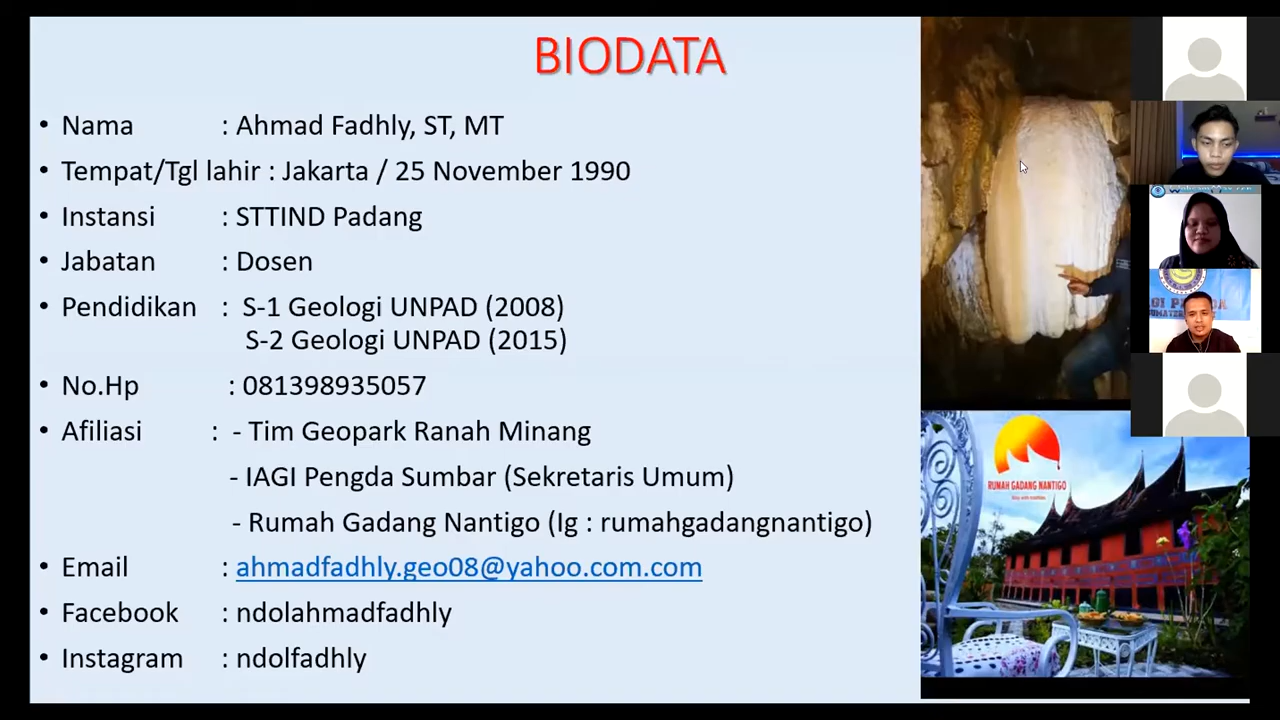 BIODATA
• Nama : Ahmad Fadhly, ST, MT
• Tempat/Tgl lahir : Jakarta / 25 November 1990
• Instansi : STTIND Padang
• Jabatan : Dosen
• Pendidikan : S-1 Geologi UNPAD (2008)
S-2 Geologi UNPAD (2015)
• No.Hp : 081398935057
• Afiliasi : - Tim Geopark Ranah Minang
- IAGI Pengda Sumbar (Sekretaris Umum)
- Rumah Gadang Nantigo (Ig : rumahgadangnantigo)
• Email : ahmadfadhly.geo08@yahoo.com.com
• Facebook : ndolahmadfadhly
• Instagram : ndolfadhly
RUMAH GADANG NANTIGO